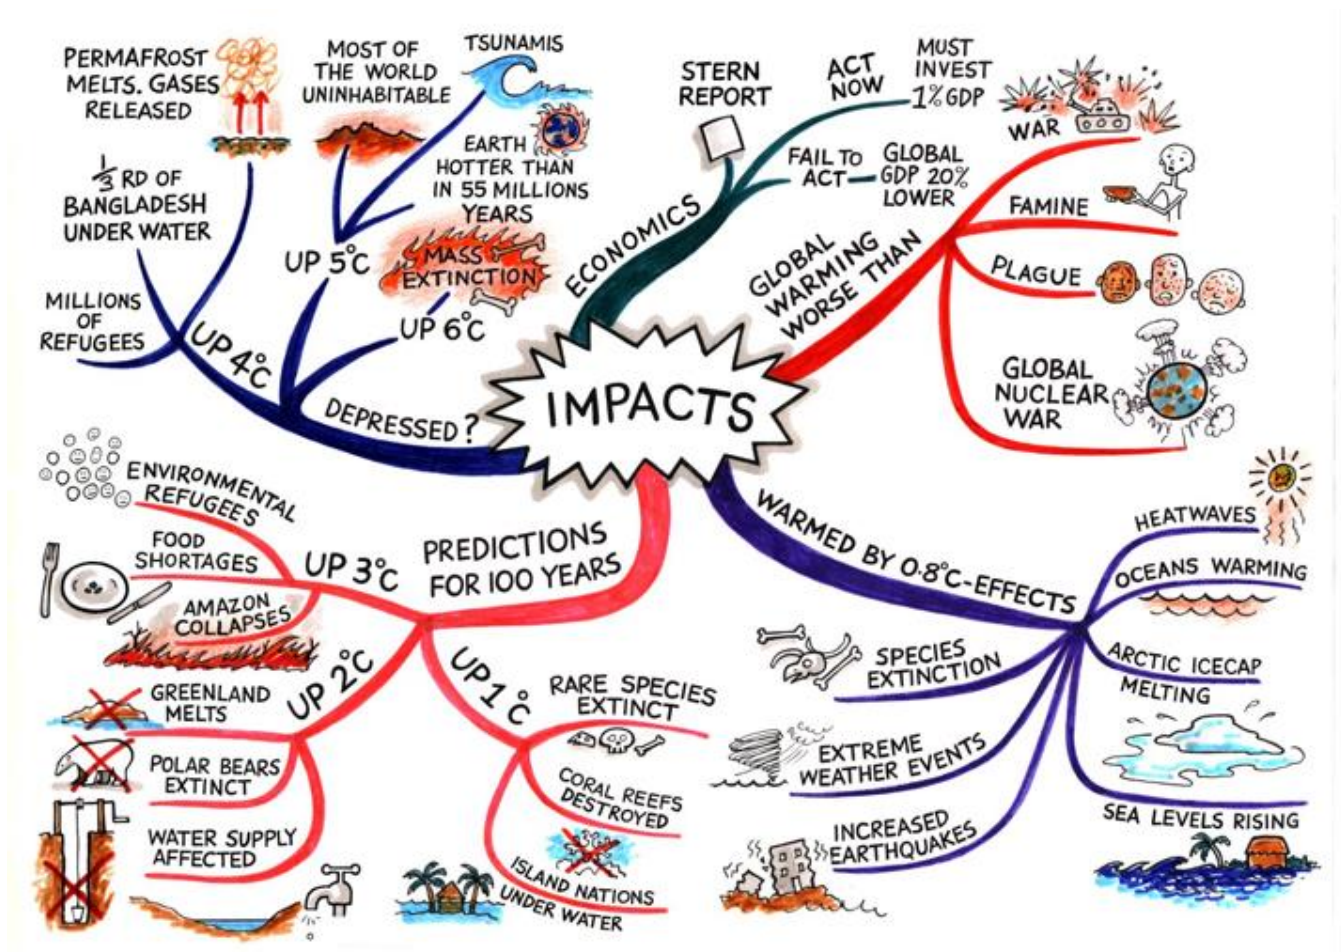 IMPACTS
ECONOMICS
STERN
REPORT
ACT
NOW
MUST
INVEST
1% GDP
FAIL TO
ACT
GLOBAL
GDP 20%
LOWER
GLOBAL
WARMING
WORSE THAN
WAR
FAMINE
PLAGUE
GLOBAL
NUCLEAR
WAR
WARMED BY 0·8°C-EFFECTS
HEATWAVES
OCEANS WARMING
ARCTIC ICECAP
MELTING
SEA LEVELS RISING
INCREASED
EARTHQUAKES
EXTREME
WEATHER EVENTS
SPECIES
EXTINCTION
PREDICTIONS
FOR 100 YEARS
UP 1°C
RARE SPECIES
EXTINCT
CORAL REEFS
DESTROYED
ISLAND NATIONS
UNDER WATER
UP 2°C
GREENLAND
MELTS
POLAR BEARS
EXTINCT
WATER SUPPLY
AFFECTED
UP 3°C
ENVIRONMENTAL
REFUGEES
FOOD
SHORTAGES
AMAZON
COLLAPSES
DEPRESSED?
UP 4°C
MILLIONS
OF
REFUGEES
1/3 RD OF
BANGLADESH
UNDER WATER
PERMAFROST
MELTS. GASES
RELEASED
UP 5°C
MOST OF
THE WORLD
UNINHABITABLE
TSUNAMIS
EARTH
HOTTER THAN
IN 55 MILLIONS
YEARS
UP 6°C
MASS
EXTINCTION